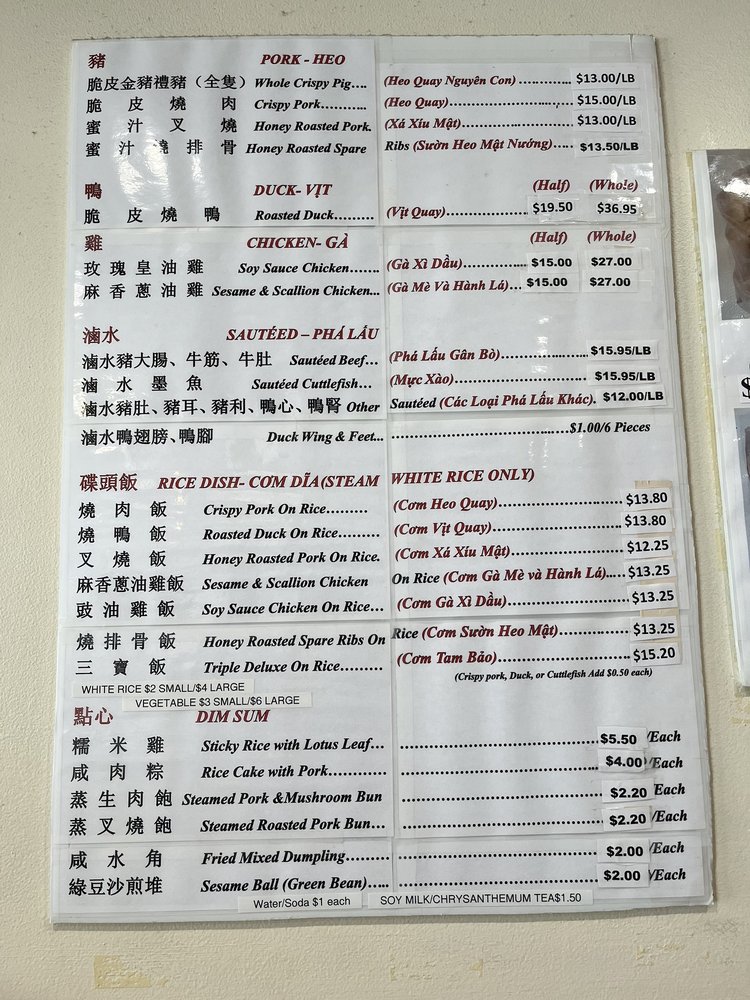 豬 PORK - HEO
脆皮金豬禮豬（全隻） Whole Crispy Pig.... (Heo Quay Nguyên Con) ............. $13.00/LB
脆皮燒肉 Crispy Pork........... (Heo Quay)............................. $15.00/LB
蜜汁叉燒 Honey Roasted Pork. (Xá Xíu Mật).......................... $13.00/LB
蜜汁燒排骨 Honey Roasted Spare Ribs (Sườn Heo Mật Nướng)..... $13.50/LB
鴨 DUCK- VỊT (Half) (Whole)
脆皮燒鴨 Roasted Duck......... (Vịt Quay)................... $19.50 $36.95
雞 CHICKEN- GÀ (Half) (Whole)
玫瑰皇油雞 Soy Sauce Chicken....... (Gà Xì Dầu)............... $15.00 $27.00
麻香蔥油雞 Sesame & Scallion Chicken... (Gà Mè Và Hành Lá)... $15.00 $27.00
滷水 SAUTÉED – PHÁ LẤU
滷水豬大腸、牛筋、牛肚 Sautéed Beef... (Phá Lấu Gân Bò)..................... $15.95/LB
滷水墨魚 Sautéed Cuttlefish... (Mực Xào)................................ $15.95/LB
滷水豬肚、豬耳、豬利、鴨心、鴨腎 Other Sautéed (Các Loại Phá Lấu Khác). $12.00/LB
滷水鴨翅膀、鴨腳 Duck Wing & Feet... .........................................$1.00/6 Pieces
碟頭飯 RICE DISH- CƠM DĨA(STEAM WHITE RICE ONLY)
燒肉飯 Crispy Pork On Rice......... (Cơm Heo Quay)............................. $13.80
燒鴨飯 Roasted Duck On Rice......... (Cơm Vịt Quay)............................. $13.80
叉燒飯 Honey Roasted Pork On Rice. (Cơm Xá Xíu Mật).......................... $12.25
麻香蔥油雞飯 Sesame & Scallion Chicken On Rice (Cơm Gà Mè và Hành Lá)..... $13.25
豉油雞飯 Soy Sauce Chicken On Rice... (Cơm Gà Xì Dầu)........................... $13.25
燒排骨飯 Honey Roasted Spare Ribs On Rice (Cơm Sườn Heo Mật)................ $13.25
三寶飯 Triple Deluxe On Rice......... (Cơm Tam Bảo)............................. $15.20
(Crispy pork, Duck, or Cuttlefish Add $0.50 each)
WHITE RICE $2 SMALL/$4 LARGE
VEGETABLE $3 SMALL/$6 LARGE
點心 DIM SUM
糯米雞 Sticky Rice with Lotus Leaf... ........................................ $5.50 /Each
咸肉粽 Rice Cake with Pork........... ........................................ $4.00 /Each
蒸生肉飽 Steamed Pork &Mushroom Bun ........................................ $2.20 /Each
蒸叉燒飽 Steamed Roasted Pork Bun... ........................................ $2.20 /Each
咸水角 Fried Mixed Dumpling........ ........................................ $2.00 /Each
綠豆沙煎堆 Sesame Ball (Green Bean)..... ........................................ $2.00 /Each
Water/Soda $1 each SOY MILK/CHRYSANTHEMUM TEA$1.50
$